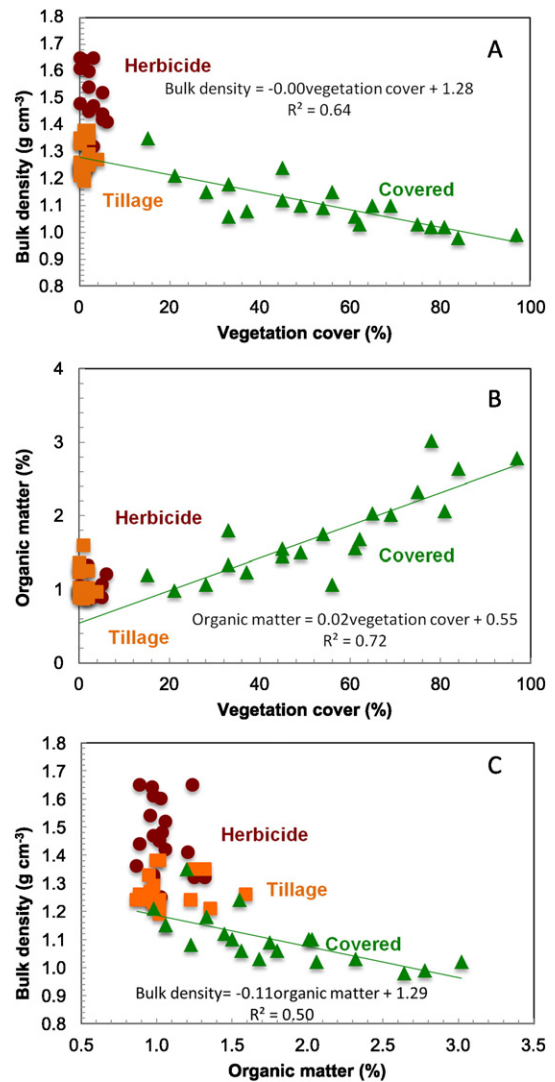 A
1.8
1.7
1.6
1.5
1.4
1.3
1.2
1.1
1.0
0.9
0.8
Bulk density (g cm-3)
Herbicide
Bulk density = -0.00vegetation cover + 1.28
R² = 0.64
Tillage
Covered
0 20 40 60 80 100
Vegetation cover (%)
B
4
3
2
1
0
Organic matter (%)
Herbicide
Covered
Organic matter = 0.02vegetation cover + 0.55
R² = 0.72
Tillage
0 20 40 60 80 100
Vegetation cover (%)
C
1.8
1.7
1.6
1.5
1.4
1.3
1.2
1.1
1.0
0.9
0.8
Bulk density (g cm-3)
Herbicide
Tillage
Covered
Bulk density= -0.11organic matter + 1.29
R² = 0.50
0.5 1.0 1.5 2.0 2.5 3.0 3.5
Organic matter (%)